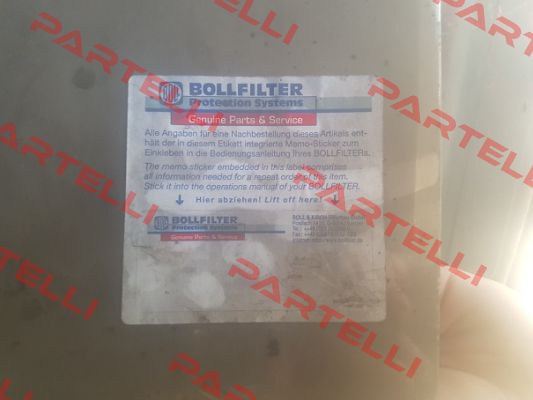 BOLLFILTER
Protection Systems
Genuine Parts & Service
Alle Angaben für eine Nachbestellung dieses Artikels ent-
hält der in diesem Etikett integrierte Memo-Sticker zum
Einkleben in die Bedienungsanleitung Ihres BOLLFILTERs.
The memo-sticker embedded in this label comprises
all information needed for a repeat order of this item.
Stick it into the operations manual of your BOLLFILTER.
↓ Hier abziehen! Lift off here! ↓
BOLLFILTER
Protection Systems
Genuine Parts & Service
BOLL & KIRCH
PARTELLI
PARTELLI
PARTELLI
PARTELLI
PARTELLI